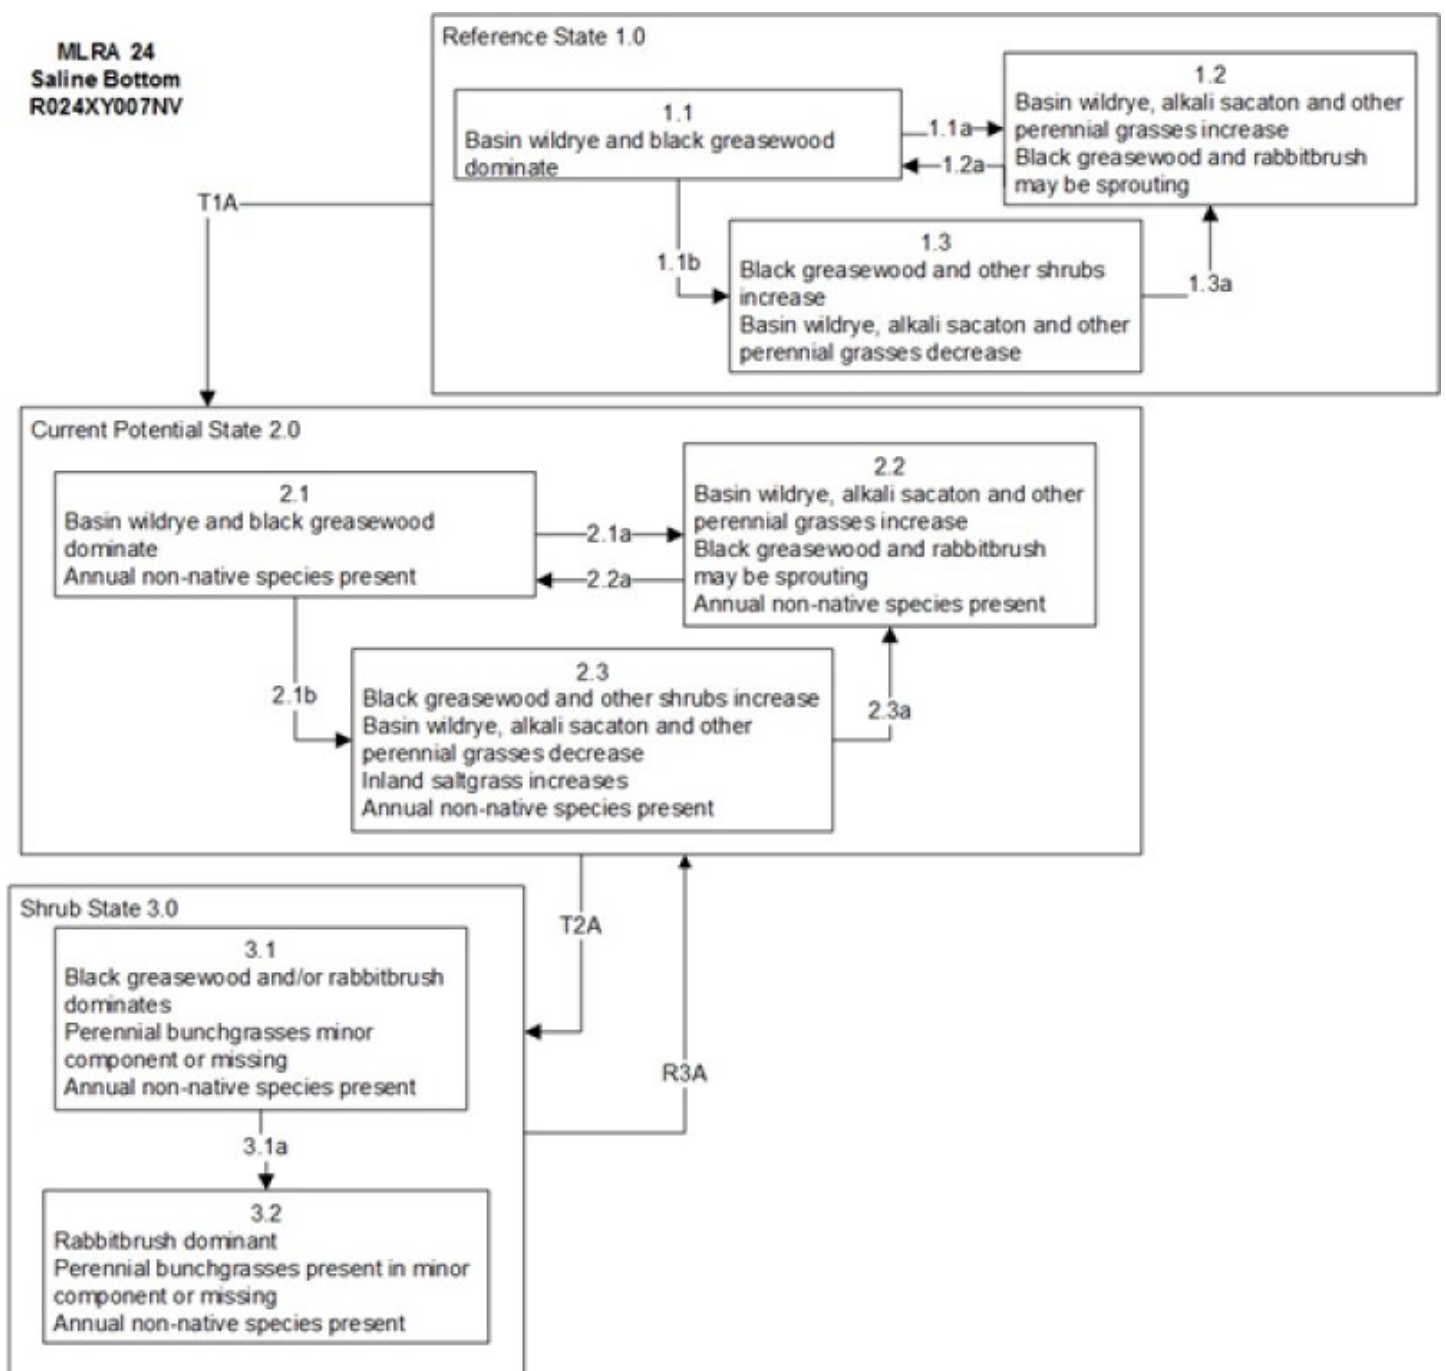 MLRA 24
Saline Bottom
R024XY007NV
Reference State 1.0
1.1
Basin wildrye and black greasewood
dominate
1.1a
1.2a
1.2
Basin wildrye, alkali sacaton and other
perennial grasses increase
Black greasewood and rabbitbrush
may be sprouting
T1A
1.1b
1.3
Black greasewood and other shrubs
increase
Basin wildrye, alkali sacaton and other
perennial grasses decrease
1.3a
Current Potential State 2.0
2.1
Basin wildrye and black greasewood
dominate
Annual non-native species present
2.1a
2.2a
2.2
Basin wildrye, alkali sacaton and other
perennial grasses increase
Black greasewood and rabbitbrush
may be sprouting
Annual non-native species present
2.1b
2.3
Black greasewood and other shrubs increase
Basin wildrye, alkali sacaton and other
perennial grasses decrease
Inland saltgrass increases
Annual non-native species present
2.3a
Shrub State 3.0
T2A
3.1
Black greasewood and/or rabbitbrush
dominates
Perennial bunchgrasses minor
component or missing
Annual non-native species present
R3A
3.1a
3.2
Rabbitbrush dominant
Perennial bunchgrasses present in minor
component or missing
Annual non-native species present